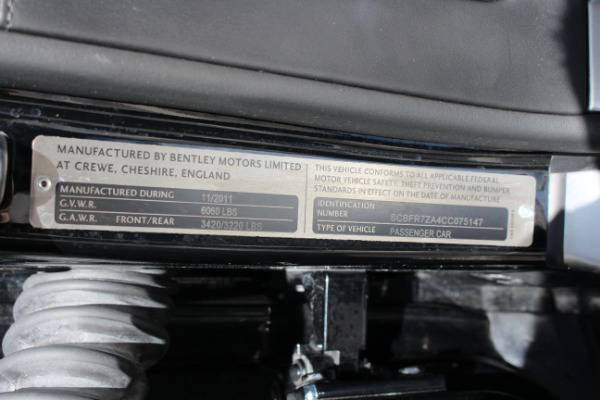 MANUFACTURED BY BENTLEY MOTORS LIMITED
AT CREWE, CHESHIRE, ENGLAND
MANUFACTURED DURING 11/2011
G.V.W.R. 6060 LBS
G.A.W.R. FRONT/REAR 3420/3220 LBS
THIS VEHICLE CONFORMS TO ALL APPLICABLE FEDERAL
MOTOR VEHICLE SAFETY, THEFT PREVENTION AND BUMPER
STANDARDS IN EFFECT ON THE DATE OF MANUFACTURE
IDENTIFICATION
NUMBER SCBFR7ZA4CC075147
TYPE OF VEHICLE PASSENGER CAR